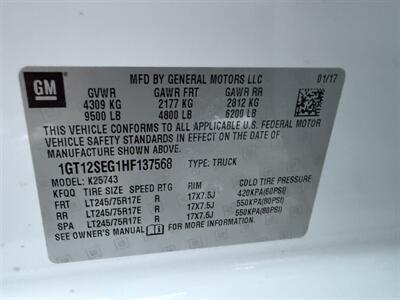 GM
MFD BY GENERAL MOTORS LLC 01/17
GVWR GAWR FRT GAWR RR
4309 KG 2177 KG 2812 KG
9500 LB 4800 LB 6200 LB
THIS VEHICLE CONFORMS TO ALL APPLICABLE U.S. FEDERAL MOTOR
VEHICLE SAFETY STANDARDS IN EFFECT ON THE DATE OF
MANUFACTURE SHOWN ABOVE.
1GT12SEG1HF137568 TYPE: TRUCK
MODEL: K25743
KFQQ TIRE SIZE SPEED RTG RIM COLD TIRE PRESSURE
FRT LT245/75R17E R 17X7.5J 420KPA(60PSI)
RR LT245/75R17E R 17X7.5J 550KPA(80PSI)
SPA LT245/75R17E R 17X7.5J 550KPA(80PSI)
SEE OWNER'S MANUAL FOR MORE INFORMATION.